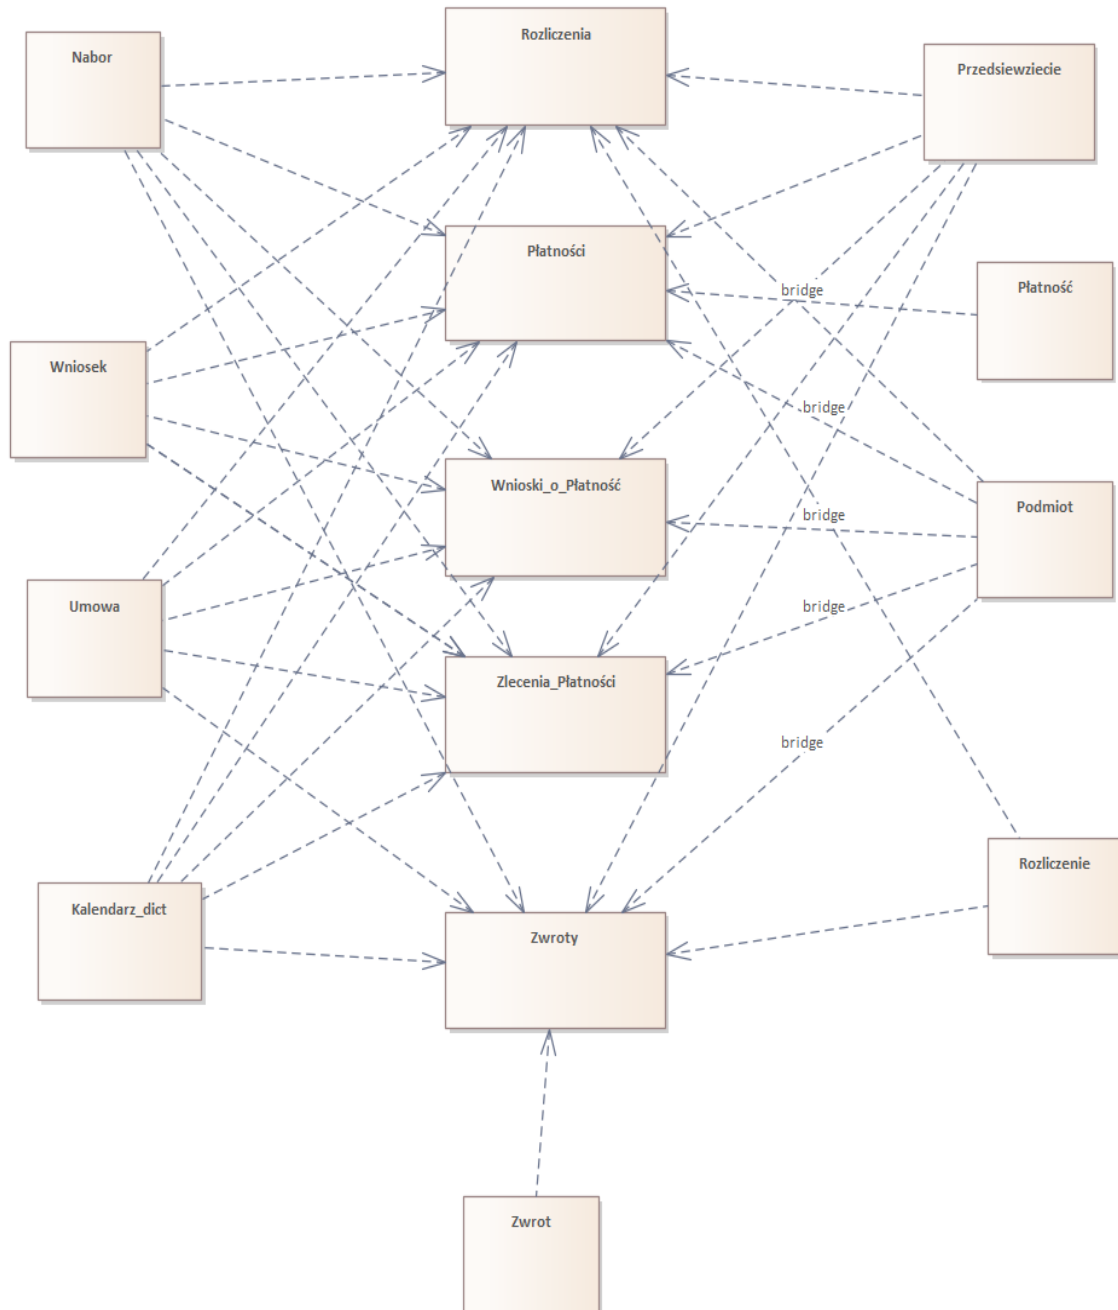 Rozliczenia
Nabor
Przedsiewziecie
Płatności
Płatność
bridge
Wniosek
bridge
Wnioski_o_Płatność
Podmiot
bridge
Umowa
bridge
Zlecenia_Płatności
bridge
Rozliczenie
Kalendarz_dict
Zwroty
Zwrot